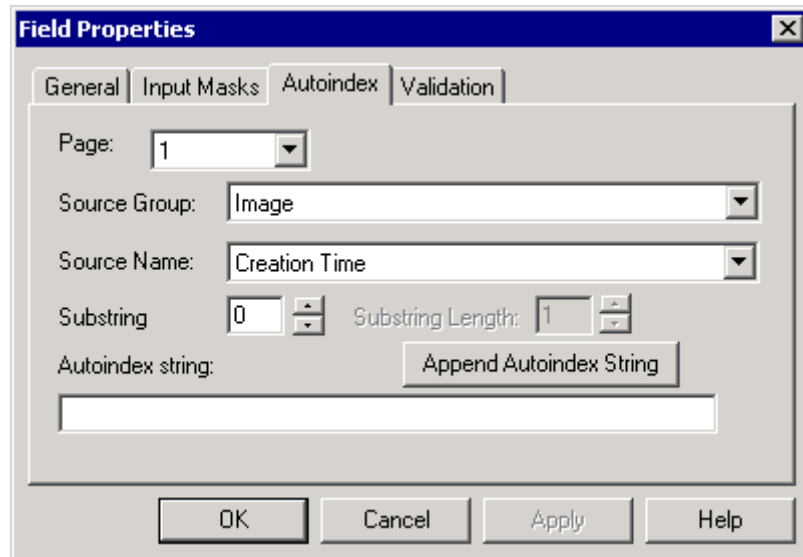 Field Properties
General Input Masks Autoindex Validation
Page: 1
Source Group: Image
Source Name: Creation Time
Substring 0 Substring Length: 1
Autoindex string: Append Autoindex String
OK Cancel Apply Help